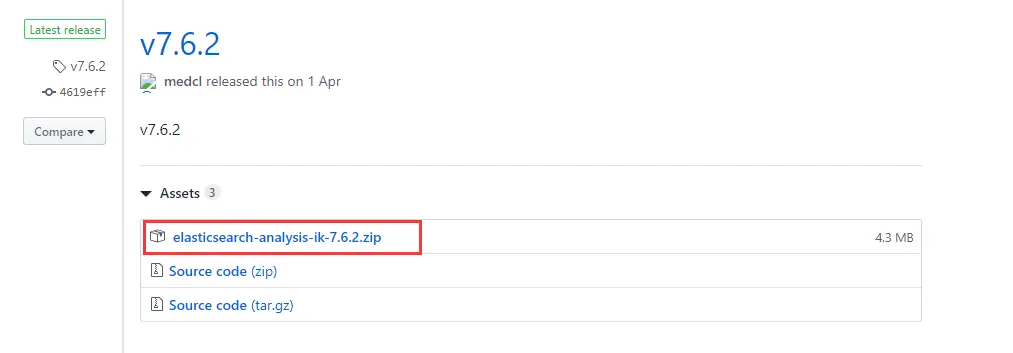 Latest release
v7.6.2
4619eff
Compare
v7.6.2
medcl released this on 1 Apr
v7.6.2
Assets 3
elasticsearch-analysis-ik-7.6.2.zip 4.3 MB
Source code (zip)
Source code (tar.gz)